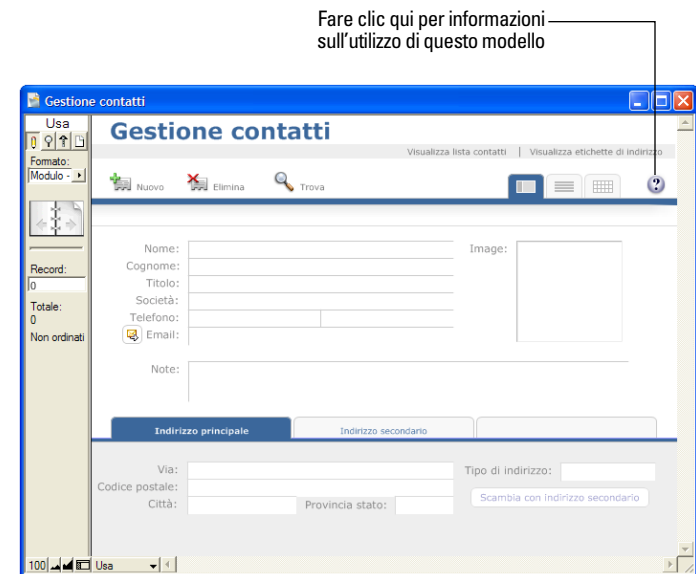 Fare clic qui per informazioni
sull'utilizzo di questo modello
Gestione contatti
Usa
Formato:
Modulo -
Record:
0
Totale:
0
Non ordinati
Gestione contatti
Visualizza lista contatti | Visualizza etichette di indirizzo
Nuovo Elimina Trova ?
Nome:
Cognome:
Titolo:
Società:
Telefono:
Email:
Image:
Note:
Indirizzo principale Indirizzo secondario
Via: Tipo di indirizzo:
Codice postale: Scambia con indirizzo secondario
Città: Provincia stato:
100 Usa